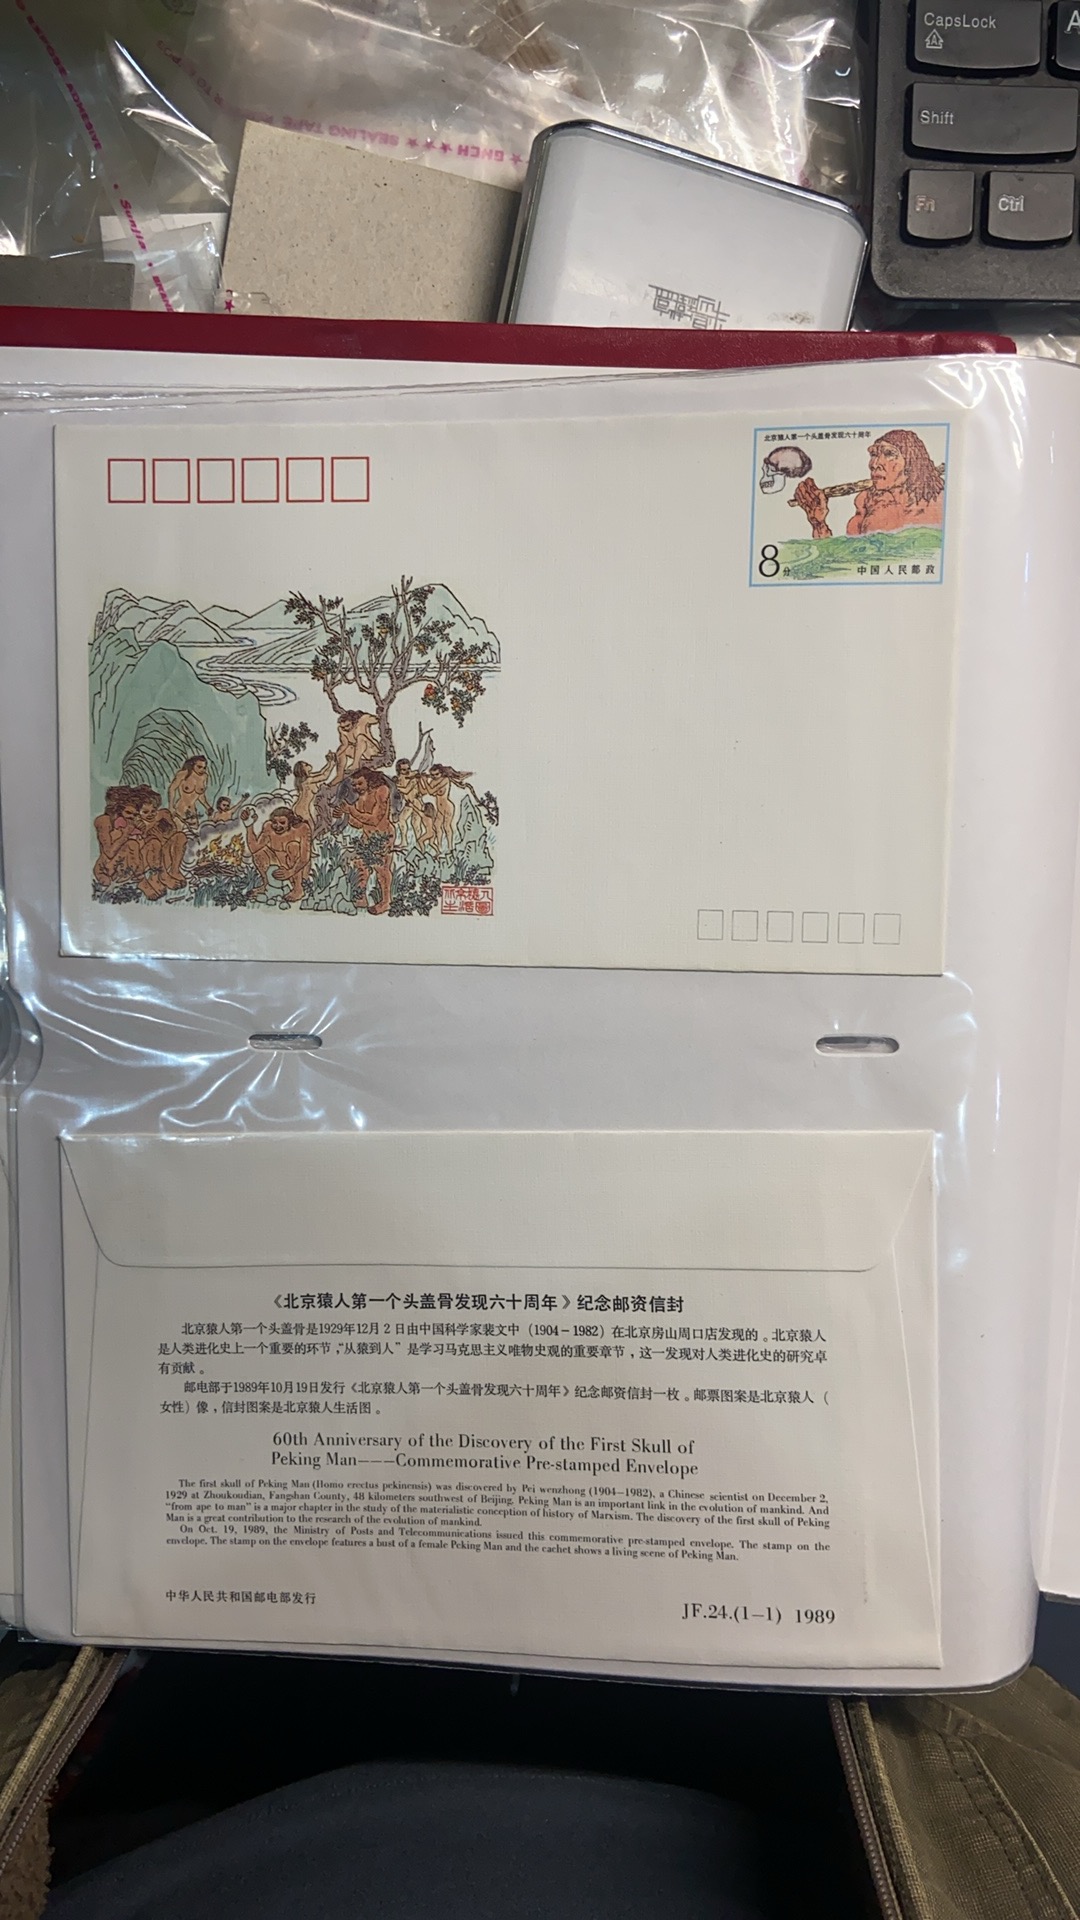 CapsLock
A
Shift
Fn
Ctrl
★ SEALING TAPE
GHCH
Sunjia
北京猿人第一个头盖骨发现六十周年
8分
中国人民邮政
《北京猿人第一个头盖骨发现六十周年》纪念邮资信封
北京猿人第一个头盖骨是1929年12月2日由中国科学家裴文中（1904－1982）在北京房山周口店发现的。北京猿人
是人类进化史上一个重要的环节，“从猿到人”是学习马克思主义唯物史观的重要章节，这一发现对人类进化史的研究卓
有贡献。
邮电部于1989年10月19日发行《北京猿人第一个头盖骨发现六十周年》纪念邮资信封一枚。邮票图案是北京猿人（
女性）像，信封图案是北京猿人生活图。
60th Anniversary of the Discovery of the First Skull of
Peking Man———Commemorative Pre-stamped Envelope
The first skull of Peking Man (Homo erectus pekinensis) was discovered by Pei wenzhong (1904—1982), a Chinese scientist on December 2,
1929 at Zhoukoudian, Fangshan County, 48 kilometers southwest of Beijing. Peking Man is an important link in the evolution of mankind. And
“from ape to man” is a major chapter in the study of the materialistic conception of history of Marxism. The discovery of the first skull of Peking
Man is a great contribution to the research of the evolution of mankind.
On Oct. 19, 1989, the Ministry of Posts and Telecommunications issued this commemorative pre-stamped envelope. The stamp on the
envelope. The stamp on the envelope features a bust of a female Peking Man and the cachet shows a living scene of Peking Man.
中华人民共和国邮电部发行
JF.24.(1—1) 1989